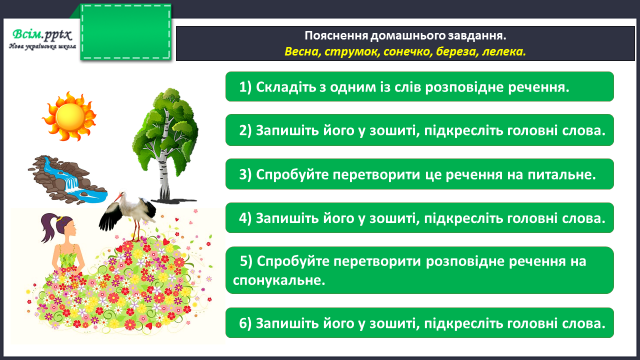 Всім.pptx
Нова українська школа
Пояснення домашнього завдання.
Весна, струмок, сонечко, береза, лелека.
1) Складіть з одним із слів розповідне речення.
2) Запишіть його у зошиті, підкресліть головні слова.
3) Спробуйте перетворити це речення на питальне.
4) Запишіть його у зошиті, підкресліть головні слова.
5) Спробуйте перетворити розповідне речення на
спонукальне.
6) Запишіть його у зошиті, підкресліть головні слова.